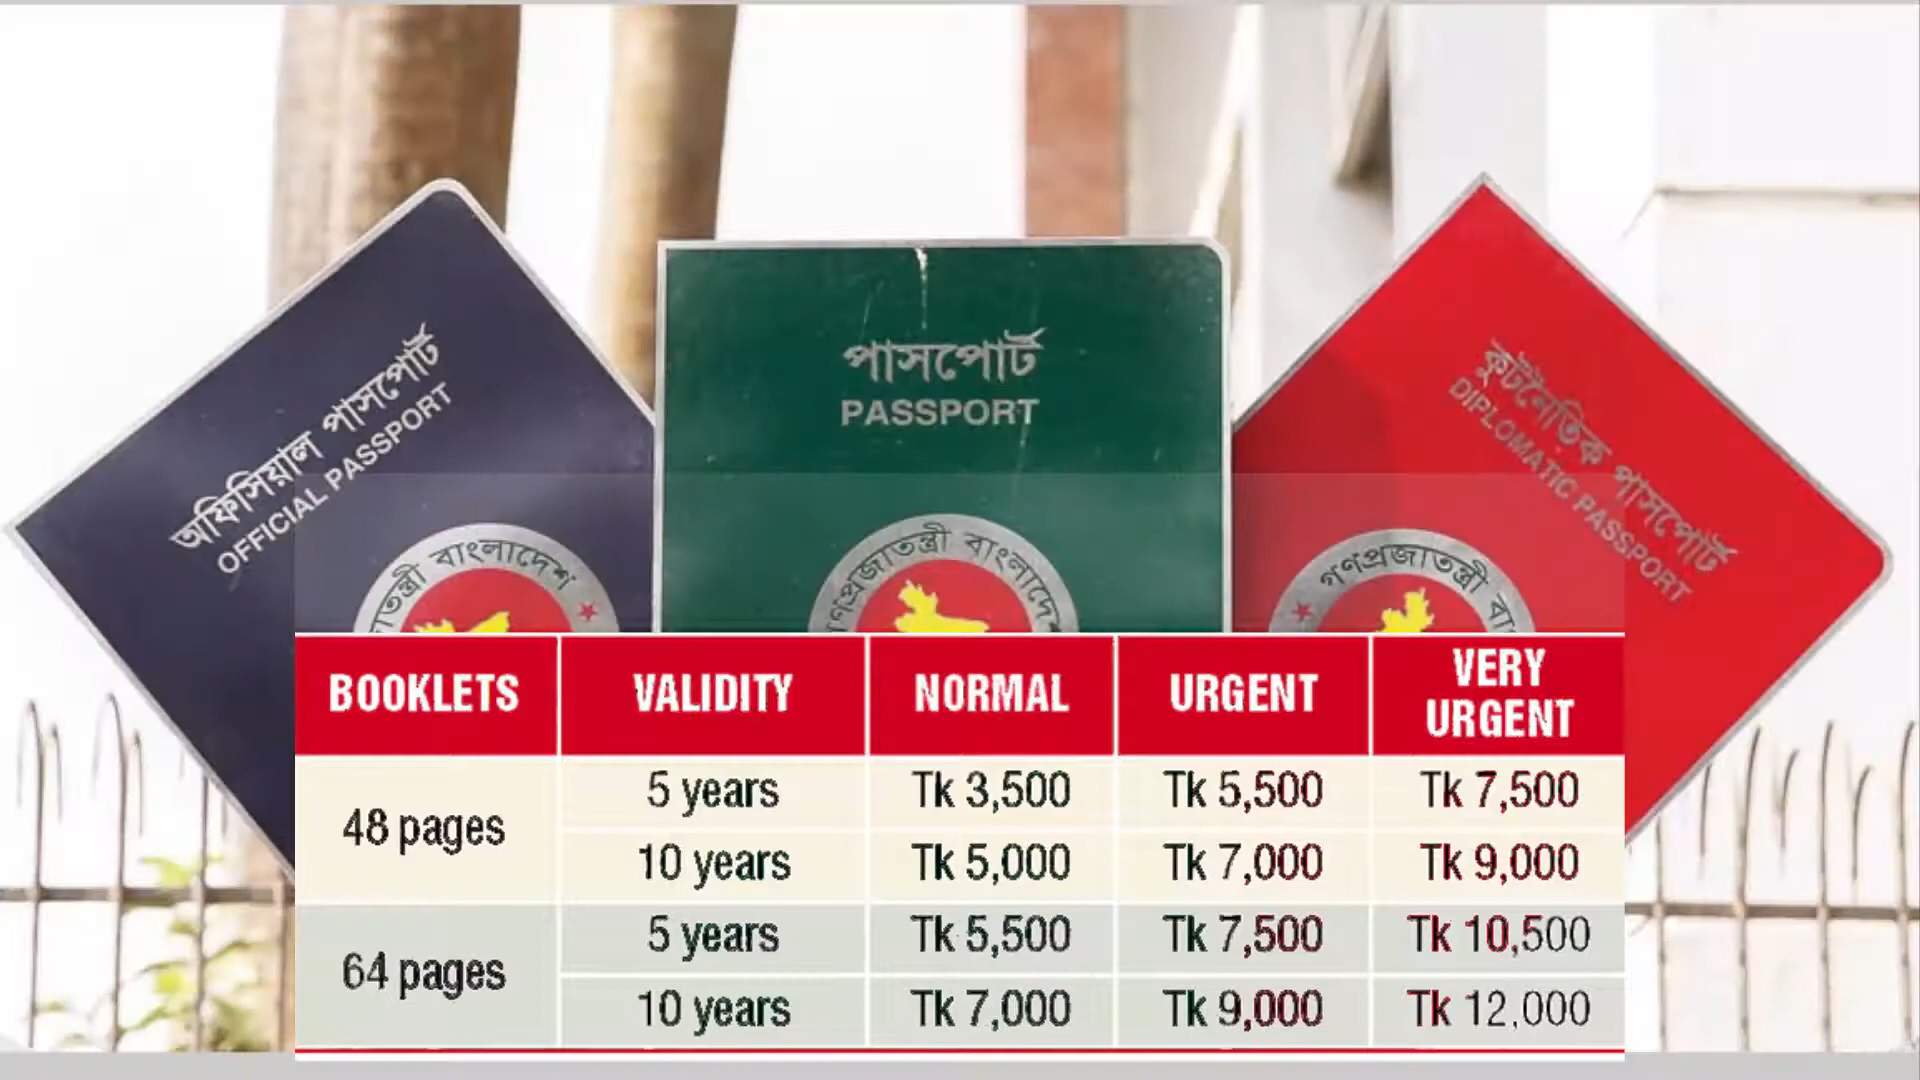 অফিসিয়াল পাসপোর্ট
OFFICIAL PASSPORT
পাসপোর্ট
PASSPORT
কুটনৈতিক পাসপোর্ট
DIPLOMATIC PASSPORT
বাংলাদেশ
গণপ্রজাতন্ত্রী
BOOKLETS VALIDITY NORMAL URGENT VERY URGENT
48 pages 5 years Tk 3,500 Tk 5,500 Tk 7,500
10 years Tk 5,000 Tk 7,000 Tk 9,000
64 pages 5 years Tk 5,500 Tk 7,500 Tk 10,500
10 years Tk 7,000 Tk 9,000 Tk 12,000